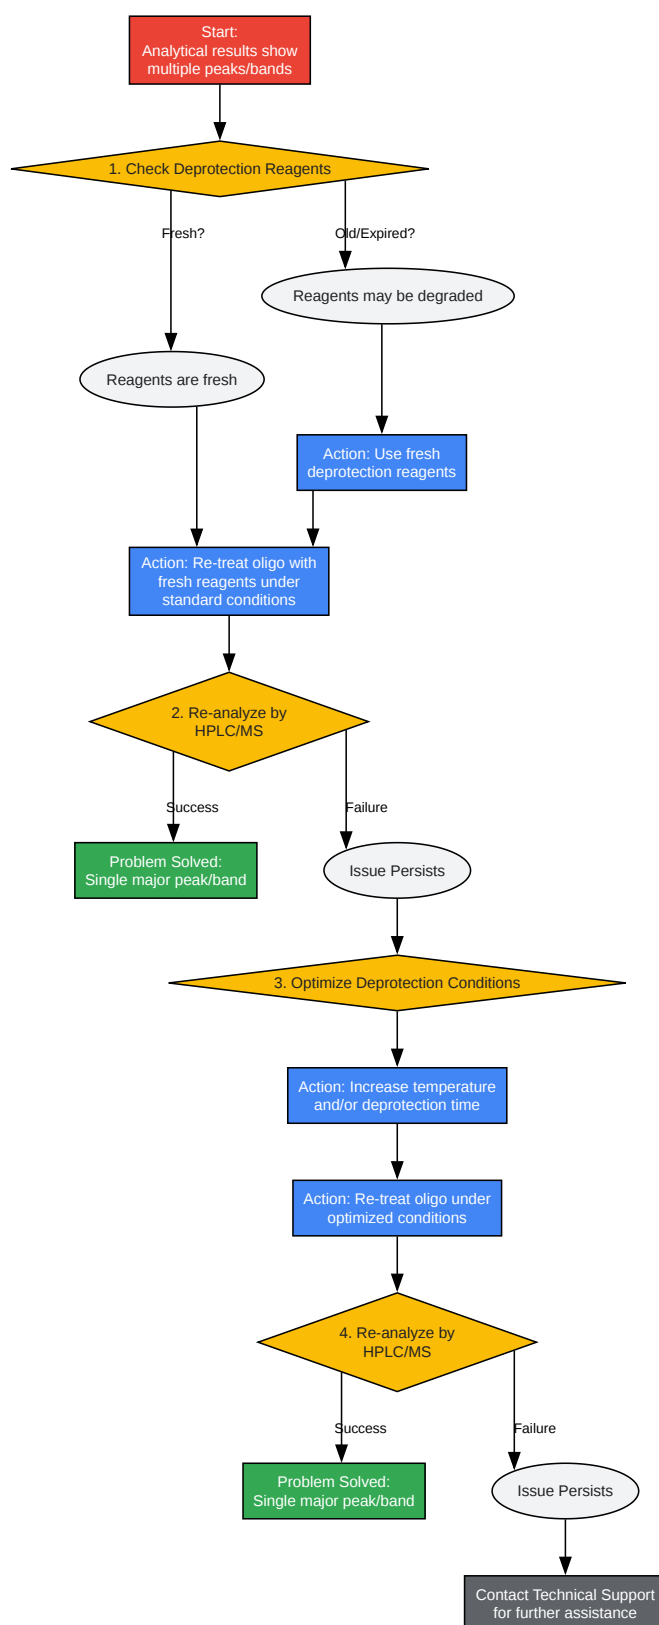 Start:
Analytical results show
multiple peaks/bands
1. Check Deprotection Reagents
Fresh?
Old/Expired?
Reagents may be degraded
Reagents are fresh
Action: Use fresh
deprotection reagents
Action: Re-treat oligo with
fresh reagents under
standard conditions
2. Re-analyze by
HPLC/MS
Success
Failure
Problem Solved:
Single major peak/band
Issue Persists
3. Optimize Deprotection Conditions
Action: Increase temperature
and/or deprotection time
Action: Re-treat oligo under
optimized conditions
4. Re-analyze by
HPLC/MS
Success
Failure
Problem Solved:
Single major peak/band
Issue Persists
Contact Technical Support
for further assistance